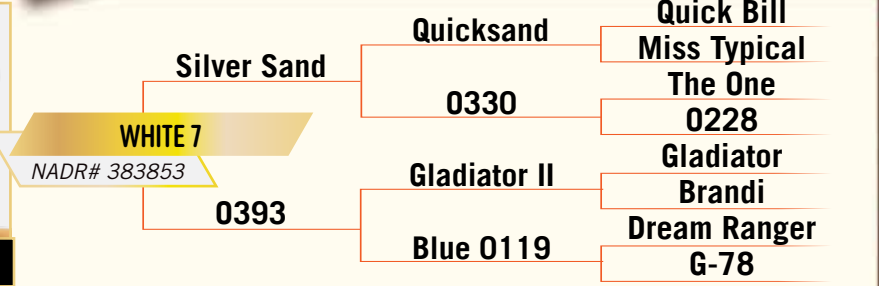 Quick Bill
Quicksand
Miss Typical
Silver Sand
The One
0330
0228
WHITE 7
NADR# 383853
Gladiator
Gladiator II
Brandi
0393
Dream Ranger
Blue 0119
G-78